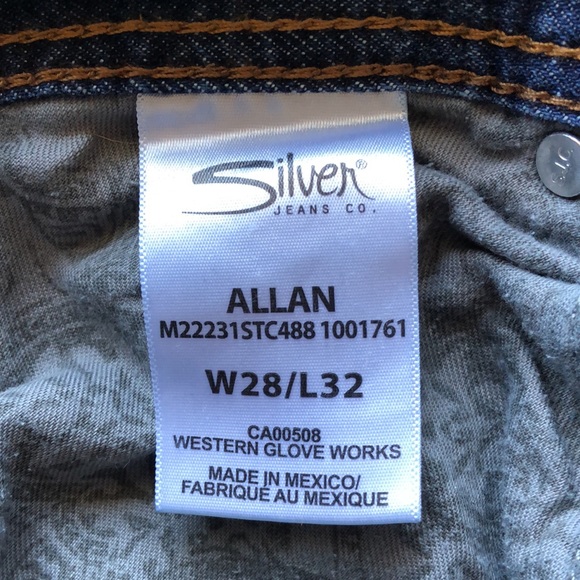 Silver®
JEANS CO.
ALLAN
M22231STC488 1001761
W28/L32
CA00508
WESTERN GLOVE WORKS
MADE IN MEXICO/
FABRIQUÉ AU MEXIQUE